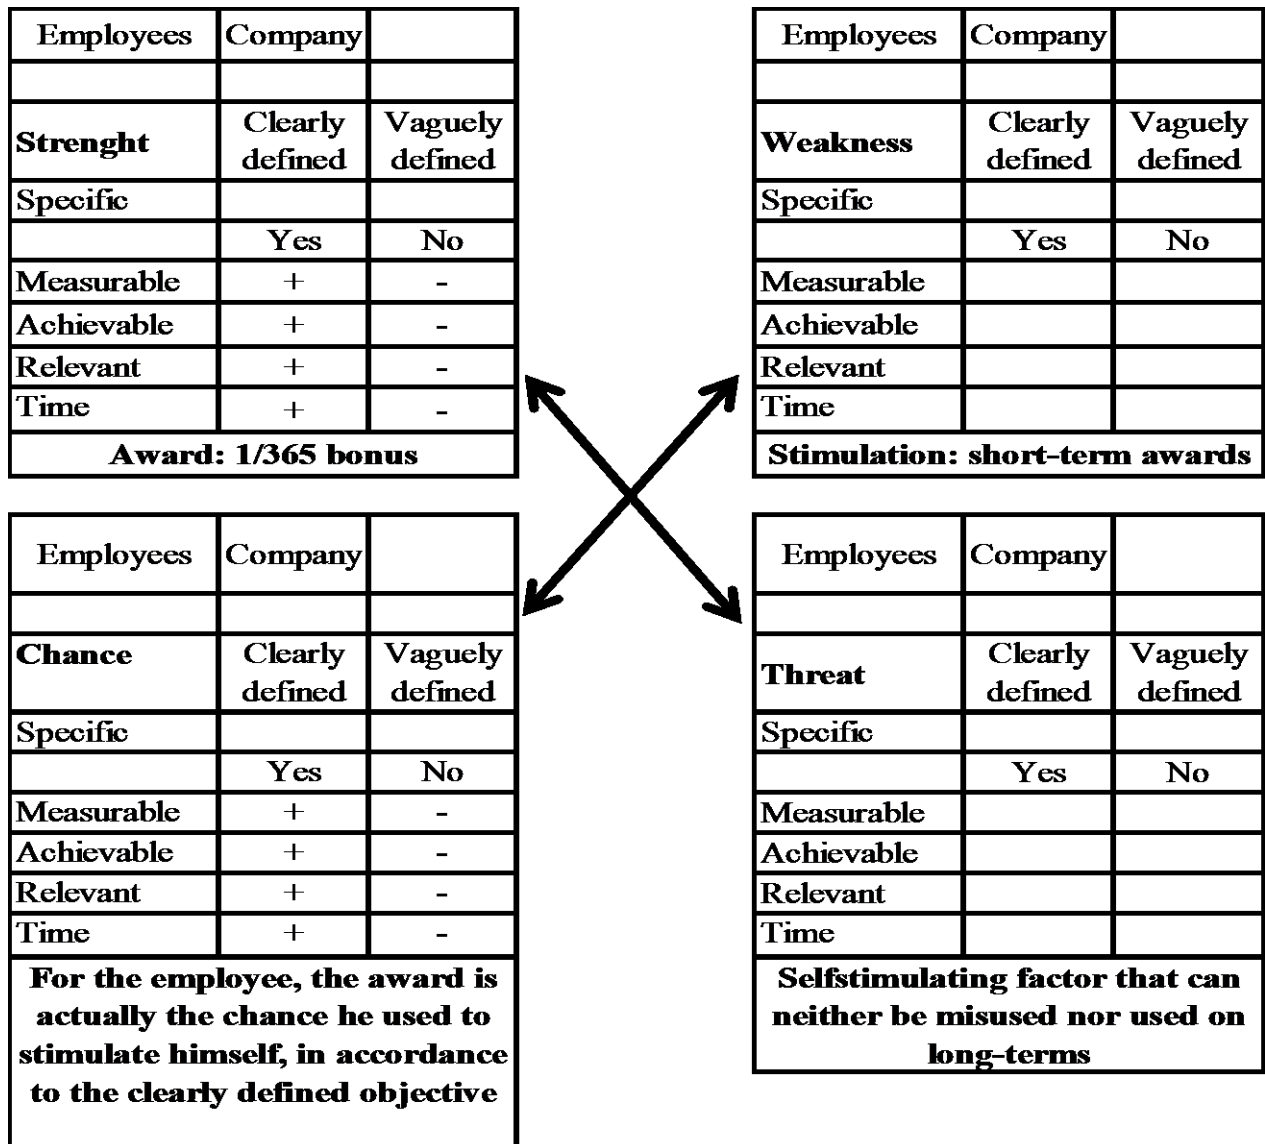 Employees Company
Strenght Clearly defined Vaguely defined
Specific
Yes No
Measurable + -
Achievable + -
Relevant + -
Time + -
Award: 1/365 bonus
Employees Company
Weakness Clearly defined Vaguely defined
Specific
Yes No
Measurable
Achievable
Relevant
Time
Stimulation: short-term awards
Employees Company
Chance Clearly defined Vaguely defined
Specific
Yes No
Measurable + -
Achievable + -
Relevant + -
Time + -
For the employee, the award is
actually the chance he used to
stimulate himself, in accordance
to the clearly defined objective
Employees Company
Threat Clearly defined Vaguely defined
Specific
Yes No
Measurable
Achievable
Relevant
Time
Selfstimulating factor that can
neither be misused nor used on
long-terms